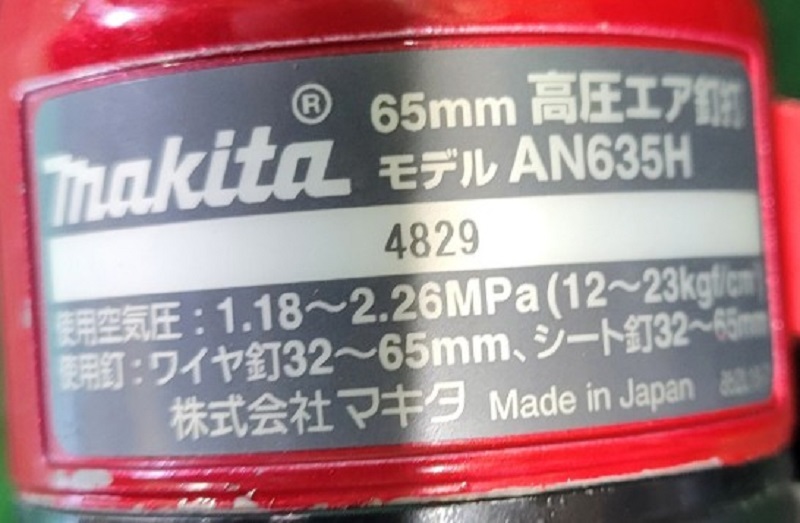 makita®
65mm 高圧エア釘打
モデル AN635H
4829
使用空気圧：1.18〜2.26MPa(12〜23kgf/cm²)
使用釘：ワイヤ釘32〜65mm、シート釘32〜65mm
株式会社マキタ Made in Japan